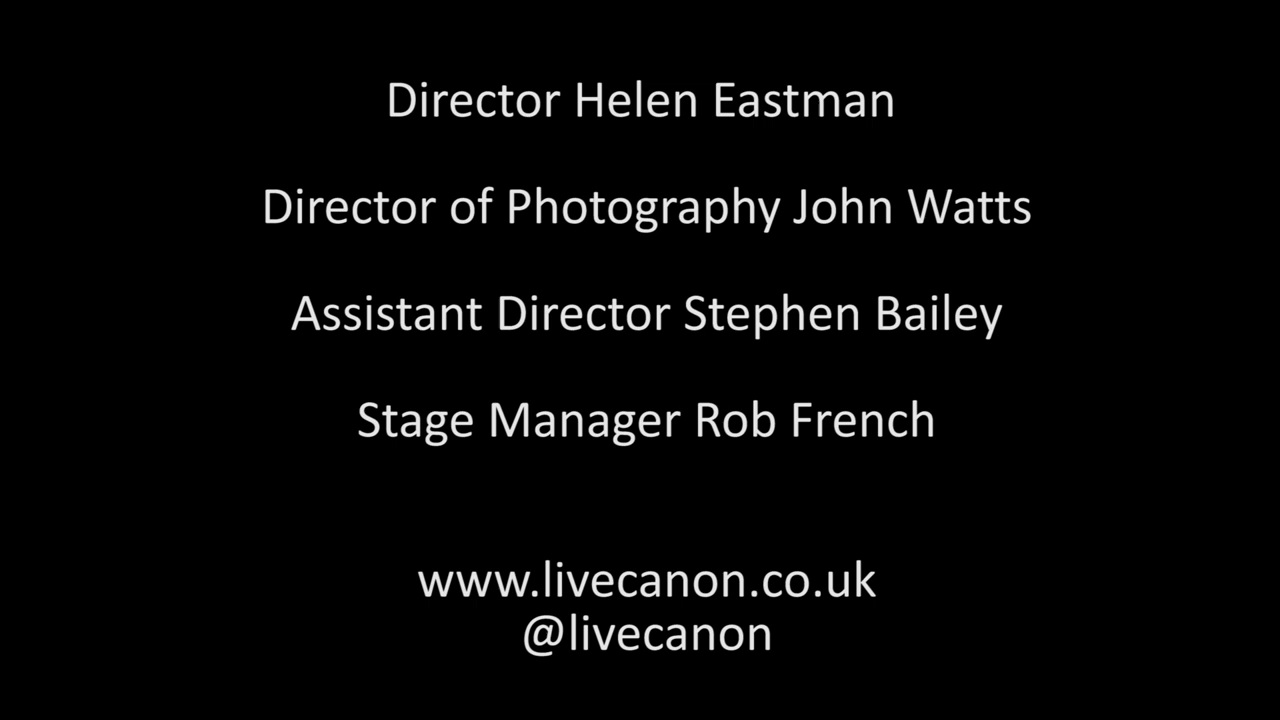 Director Helen Eastman
Director of Photography John Watts
Assistant Director Stephen Bailey
Stage Manager Rob French
www.livecanon.co.uk
@livecanon